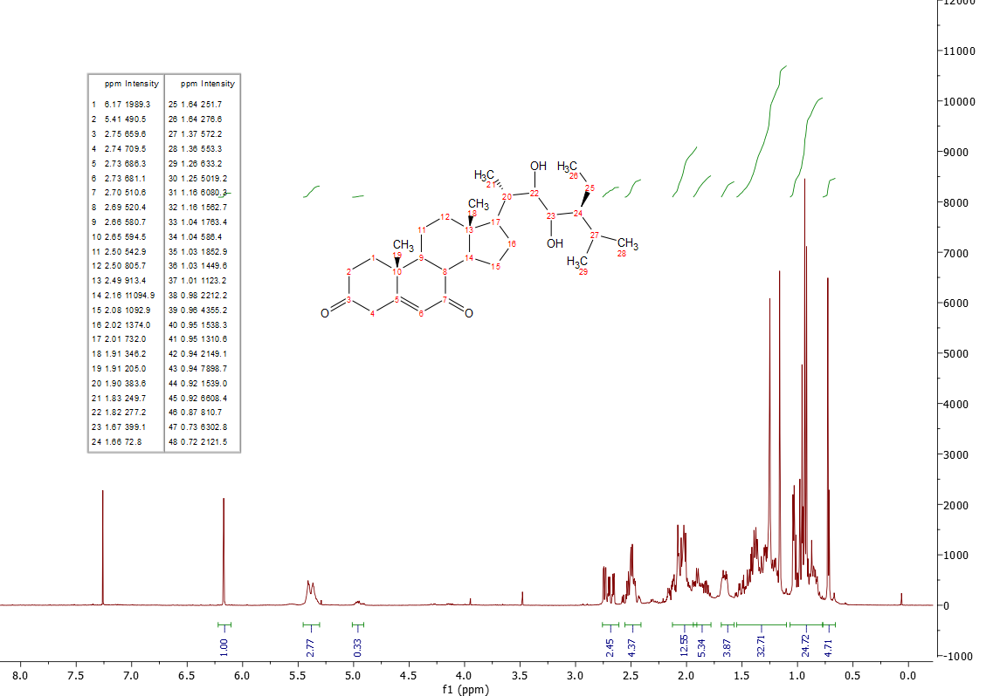 12000
11000
10000
9000
8000
7000
6000
5000
4000
3000
2000
1000
0
-1000
ppm Intensity ppm Intensity
1 6.17 1989.3 25 1.64 251.7
2 5.41 490.5 26 1.64 276.6
3 2.75 659.6 27 1.37 572.2
4 2.74 709.5 28 1.36 553.3
5 2.73 686.3 29 1.26 633.2
6 2.73 681.1 30 1.25 5019.2
7 2.70 510.6 31 1.16 6080.3
8 2.69 520.4 32 1.16 1562.7
9 2.66 580.7 33 1.04 1763.4
10 2.65 594.5 34 1.04 586.4
11 2.50 542.9 35 1.03 1852.9
12 2.50 805.7 36 1.03 1449.6
13 2.49 913.4 37 1.01 1123.2
14 2.16 11094.9 38 0.98 2212.2
15 2.08 1092.9 39 0.96 4355.2
16 2.02 1374.0 40 0.95 1538.3
17 2.01 732.0 41 0.95 1310.6
18 1.91 346.2 42 0.94 2149.1
19 1.91 205.0 43 0.94 7898.7
20 1.90 383.6 44 0.92 1539.0
21 1.83 249.7 45 0.92 6608.4
22 1.82 277.2 46 0.87 810.7
23 1.67 399.1 47 0.73 6302.8
24 1.66 72.8 48 0.72 2121.5
OH H3C
26
H3C
21 25
20 22
CH3
18 23 24
12 17
11 13 OH 27 CH3
28
CH3 16
19 H3C
29
1 9 14 15
2 10 8
3 5 7
O 4 6 O
1.00 2.77 0.33 2.45 4.37 12.55 5.34 3.87 32.71 24.72 4.71
8.0 7.5 7.0 6.5 6.0 5.5 5.0 4.5 4.0 3.5 3.0 2.5 2.0 1.5 1.0 0.5 0.0
f1 (ppm)